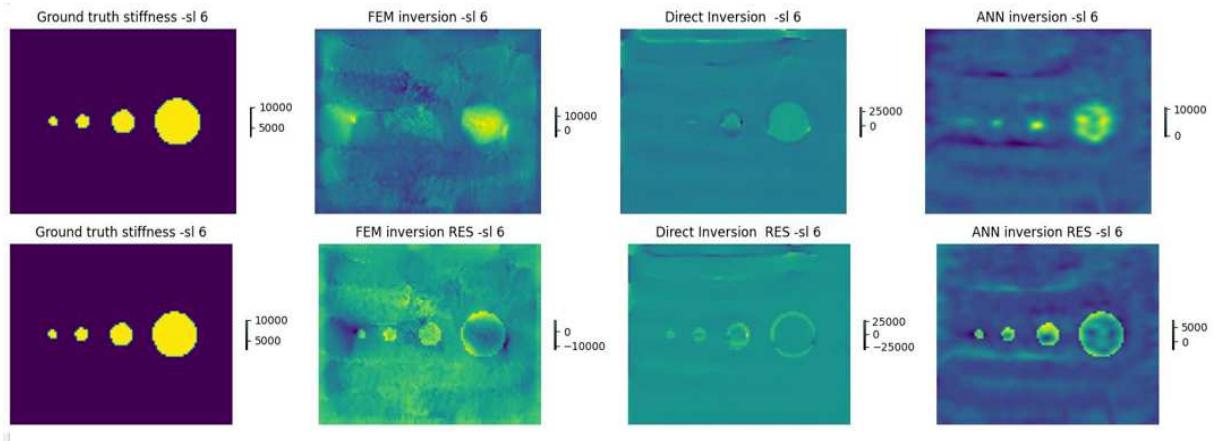 Ground truth stiffness -sl 6
FEM inversion -sl 6
Direct Inversion  -sl 6
ANN inversion -sl 6
10000
5000
10000
0
25000
0
10000
0
Ground truth stiffness -sl 6
FEM inversion RES -sl 6
Direct Inversion  RES -sl 6
ANN inversion RES -sl 6
10000
5000
0
−10000
25000
0
−25000
5000
0